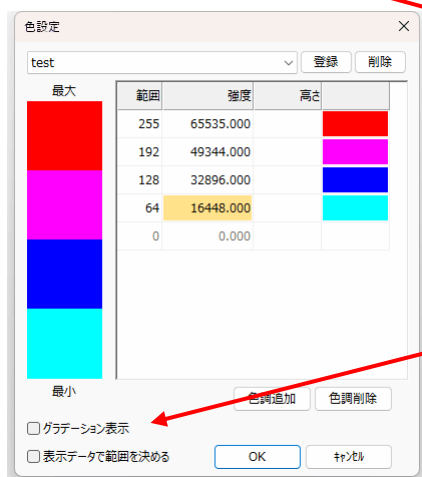 色設定
test 登録 削除
最大
範囲 強度 高さ
255 65535.000
192 49344.000
128 32896.000
64 16448.000
0 0.000
最小
色調追加 色調削除
グラデーション表示
表示データで範囲を決める OK キャンセル